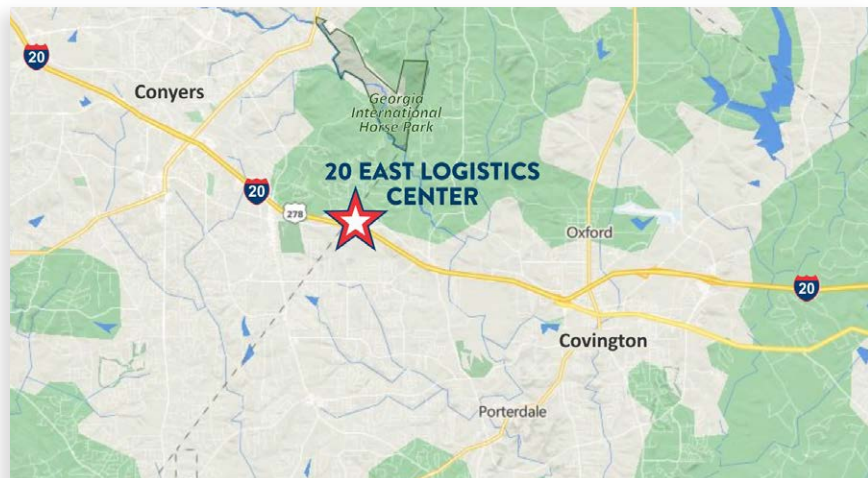 20
Conyers
Georgia
International
Horse Park
20 EAST LOGISTICS
CENTER
20
278
Oxford
20
Covington
Porterdale